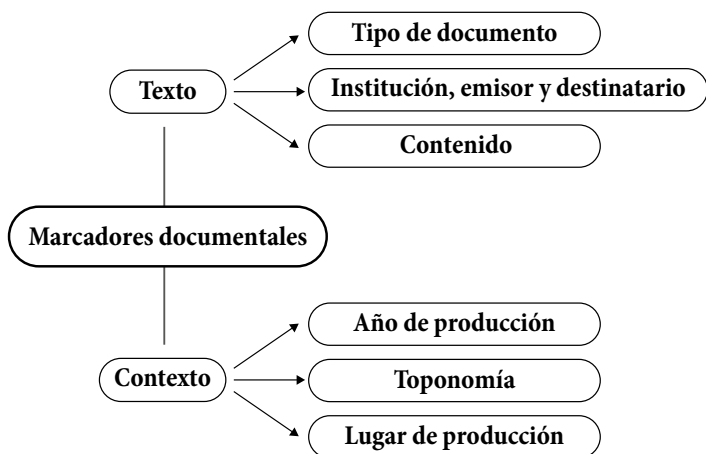 Tipo de documento
Texto
Institución, emisor y destinatario
Contenido
Marcadores documentales
Año de producción
Contexto
Toponomía
Lugar de producción